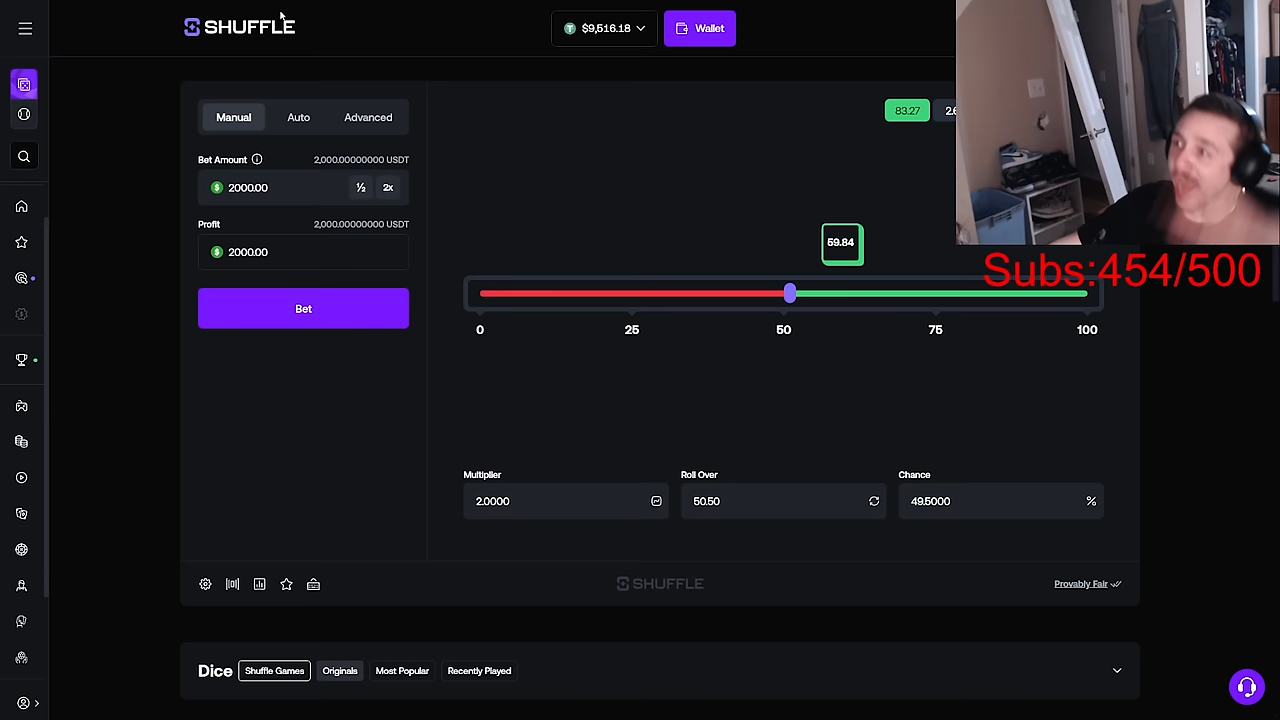 SHUFFLE
$9,516.18
Wallet
Manual
Auto
Advanced
83.27
Bet Amount
2,000.00000000 USDT
2000.00
½
2x
Profit
2,000.00000000 USDT
2000.00
Bet
59.84
Subs:454/500
0
25
50
75
100
Multiplier
Roll Over
Chance
2.0000
50.50
49.5000
%
SHUFFLE
Provably Fair
Dice
Shuffle Games
Originals
Most Popular
Recently Played